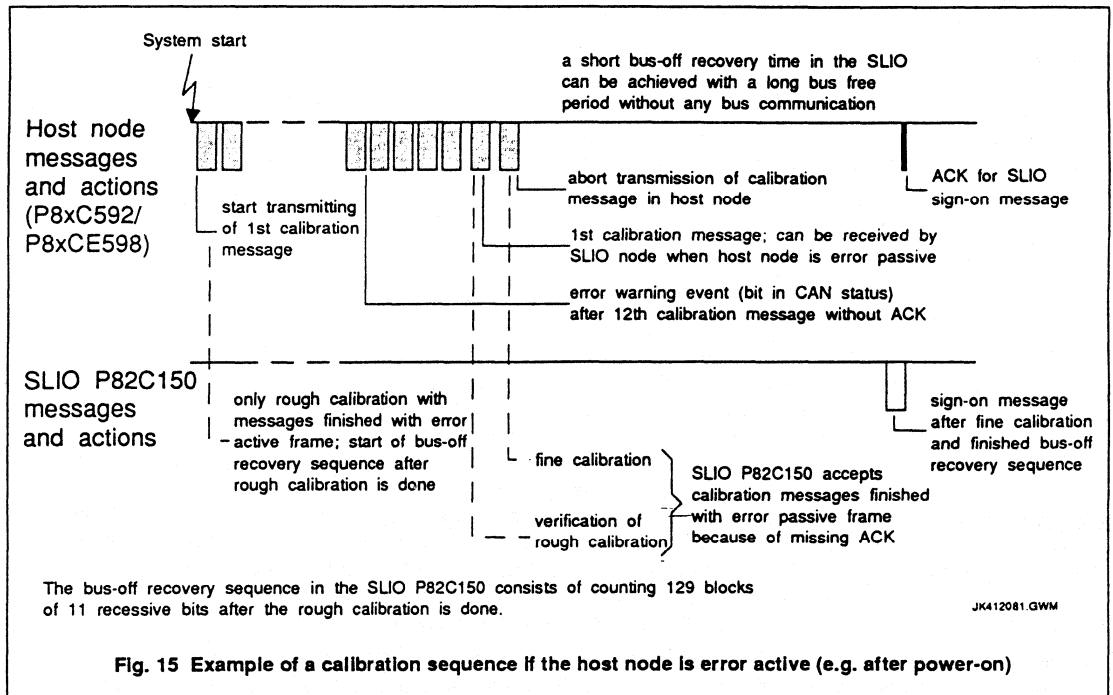 System start
a short bus-off recovery time in the SLIO
can be achieved with a long bus free
period without any bus communication
Host node
messages
and actions
(P8xC592/
P8xCE598)
start transmitting
of 1st calibration
message
abort transmission of calibration
message in host node
ACK for SLIO
sign-on message
1st calibration message; can be received by
SLIO node when host node is error passive
error warning event (bit in CAN status)
after 12th calibration message without ACK
SLIO P82C150
messages
and actions
only rough calibration with
messages finished with error
active frame; start of bus-off
recovery sequence after
rough calibration is done
fine calibration
verification of
rough calibration
SLIO P82C150 accepts
calibration messages finished
with error passive frame
because of missing ACK
sign-on message
after fine calibration
and finished bus-off
recovery sequence
The bus-off recovery sequence in the SLIO P82C150 consists of counting 129 blocks
of 11 recessive bits after the rough calibration is done.
JK412081.GWM
Fig. 15 Example of a calibration sequence if the host node is error active (e.g. after power-on)